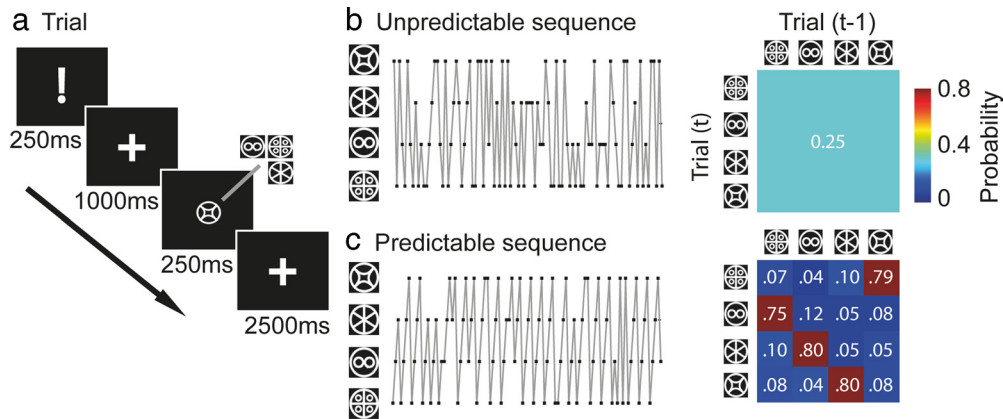 a Trial
!
250ms
+
1000ms
250ms
+
2500ms
b Unpredictable sequence
Trial (t-1)
Trial (t)
0.25
0.8
0.4
0
Probability
c Predictable sequence
.07 .04 .10 .79
.75 .12 .05 .08
.10 .80 .05 .05
.08 .04 .80 .08